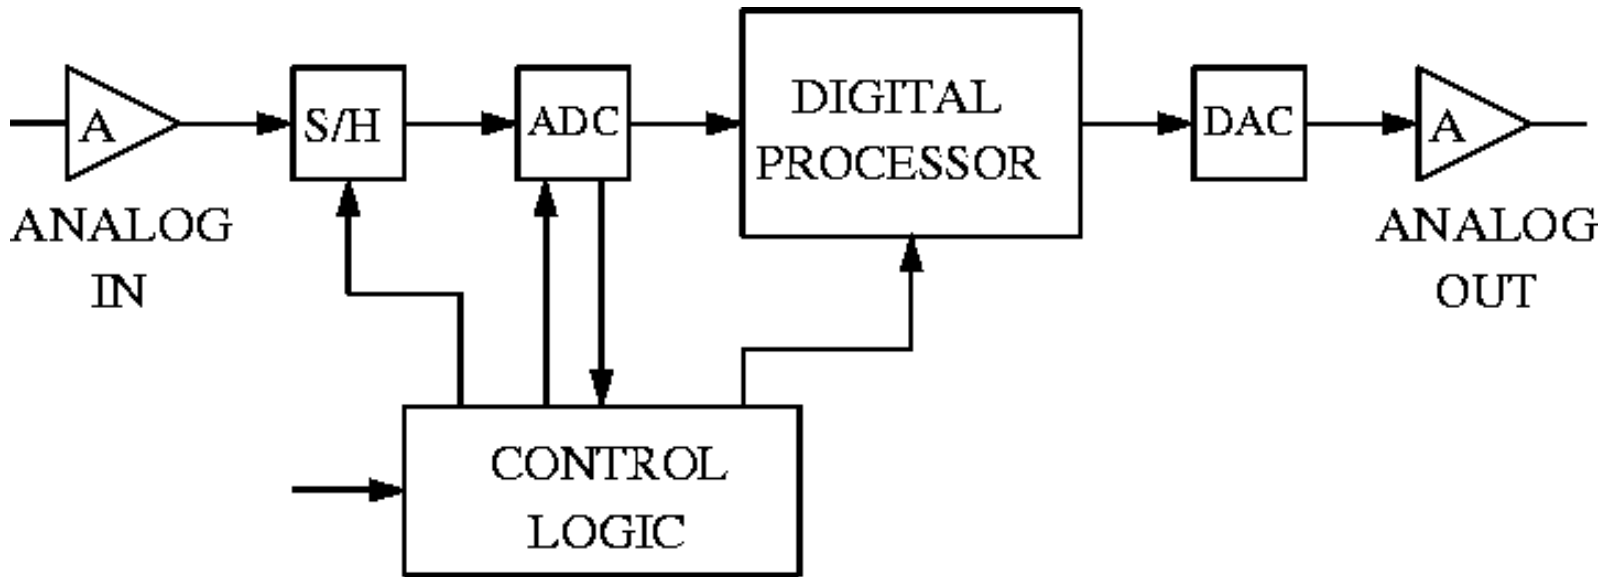 A
S/H
ADC
DIGITAL
PROCESSOR
DAC
A
ANALOG
IN
ANALOG
OUT
CONTROL
LOGIC